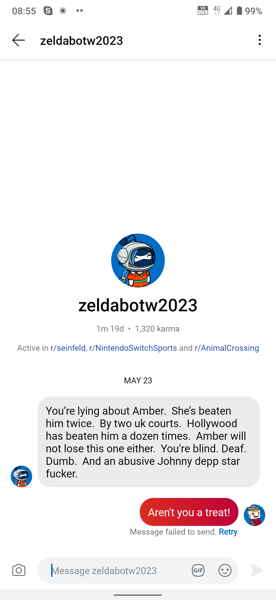 08:55
4G
99%
zeldabotw2023
zeldabotw2023
1m 19d • 1,320 karma
Active in r/seinfeld, r/NintendoSwitchSports and r/AnimalCrossing
MAY 23
You're lying about Amber.  She's beaten
him twice.  By two uk courts.  Hollywood
has beaten him a dozen times.  Amber will
not lose this one either.  You're blind. Deaf.
Dumb.  And an abusive Johnny depp star
fucker.
Aren't you a treat!
Message failed to send. Retry
Message zeldabotw2023
GIF